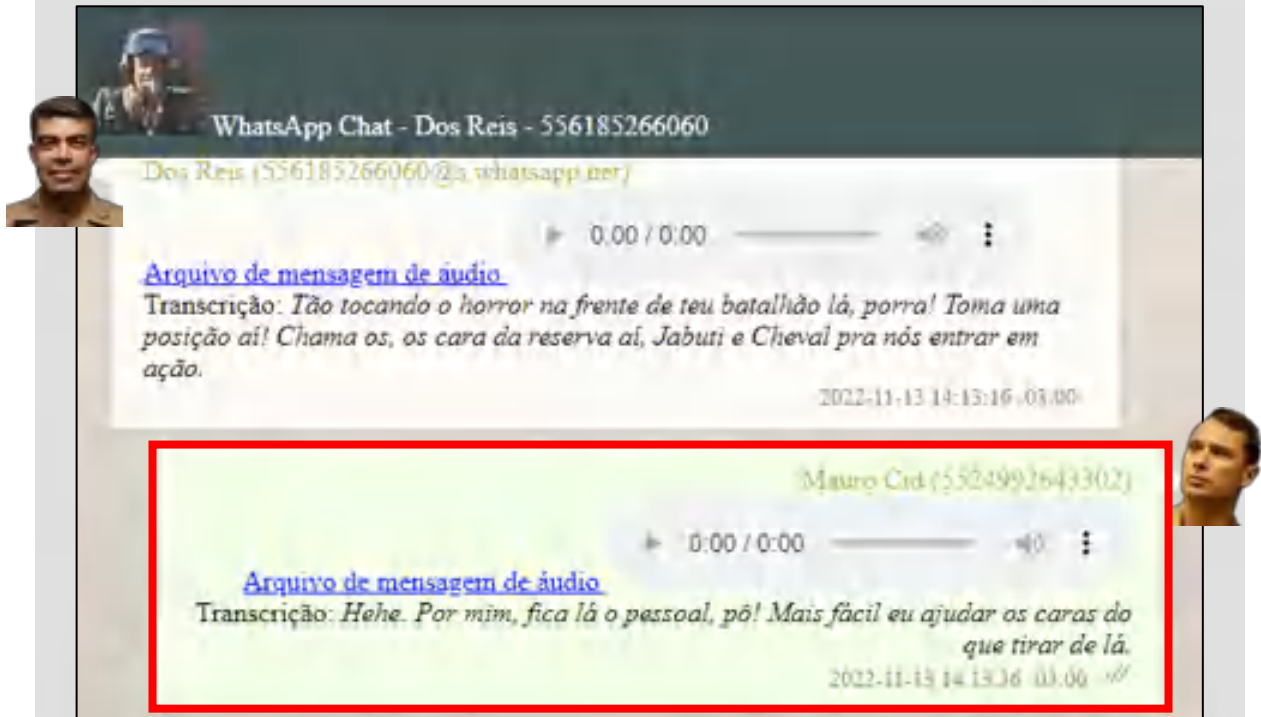 WhatsApp Chat - Dos Reis - 556185266060
Dos Reis (556185266060@s.whatsapp.net)
0:00 / 0:00
Arquivo de mensagem de áudio
Transcrição: Tão tocando o horror na frente de teu batalhão lá, porra! Toma uma
posição aí! Chama os, os cara da reserva aí, Jabuti e Cheval pra nós entrar em
ação.
2022-11-13 14:13:16 -03:00
Mauro Cid (5524992643302)
0:00 / 0:00
Arquivo de mensagem de áudio
Transcrição: Hehe. Por mim, fica lá o pessoal, pô! Mais fácil eu ajudar os caras do
que tirar de lá.
2022-11-13 14:13:36 -03:00